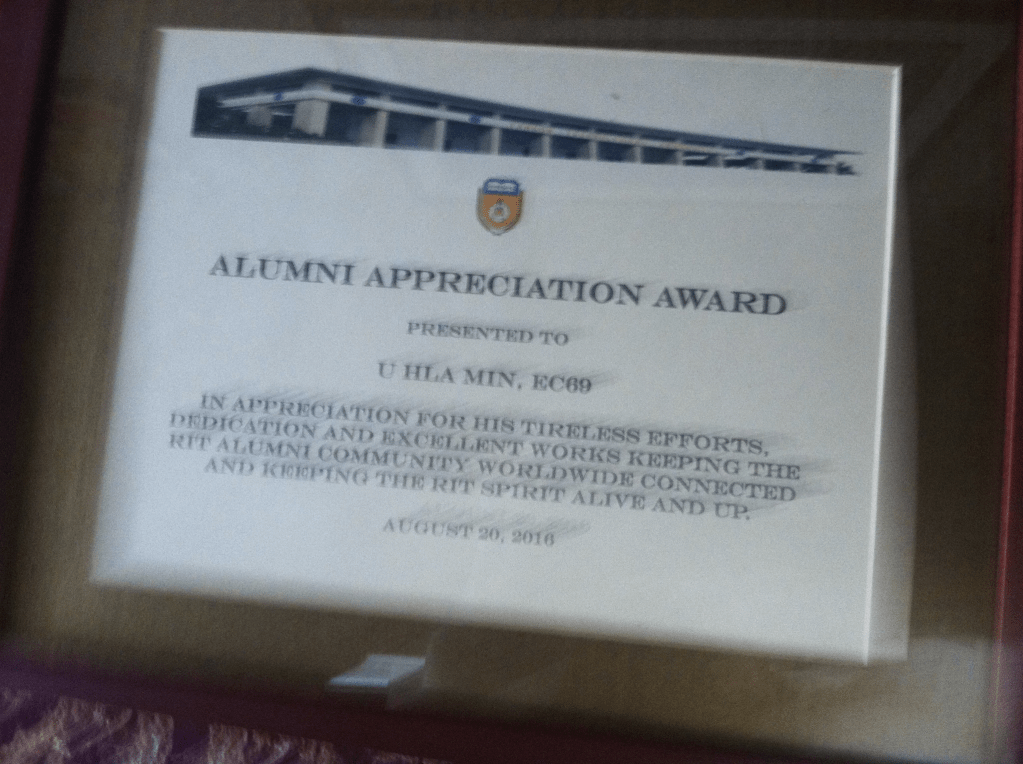 ALUMNI APPRECIATION AWARD
PRESENTED TO
U HLA MIN, EC69
IN APPRECIATION FOR HIS TIRELESS EFFORTS,
DEDICATION AND EXCELLENT WORKS KEEPING THE
RIT ALUMNI COMMUNITY WORLDWIDE CONNECTED
AND KEEPING THE RIT SPIRIT ALIVE AND UP.
AUGUST 20, 2016